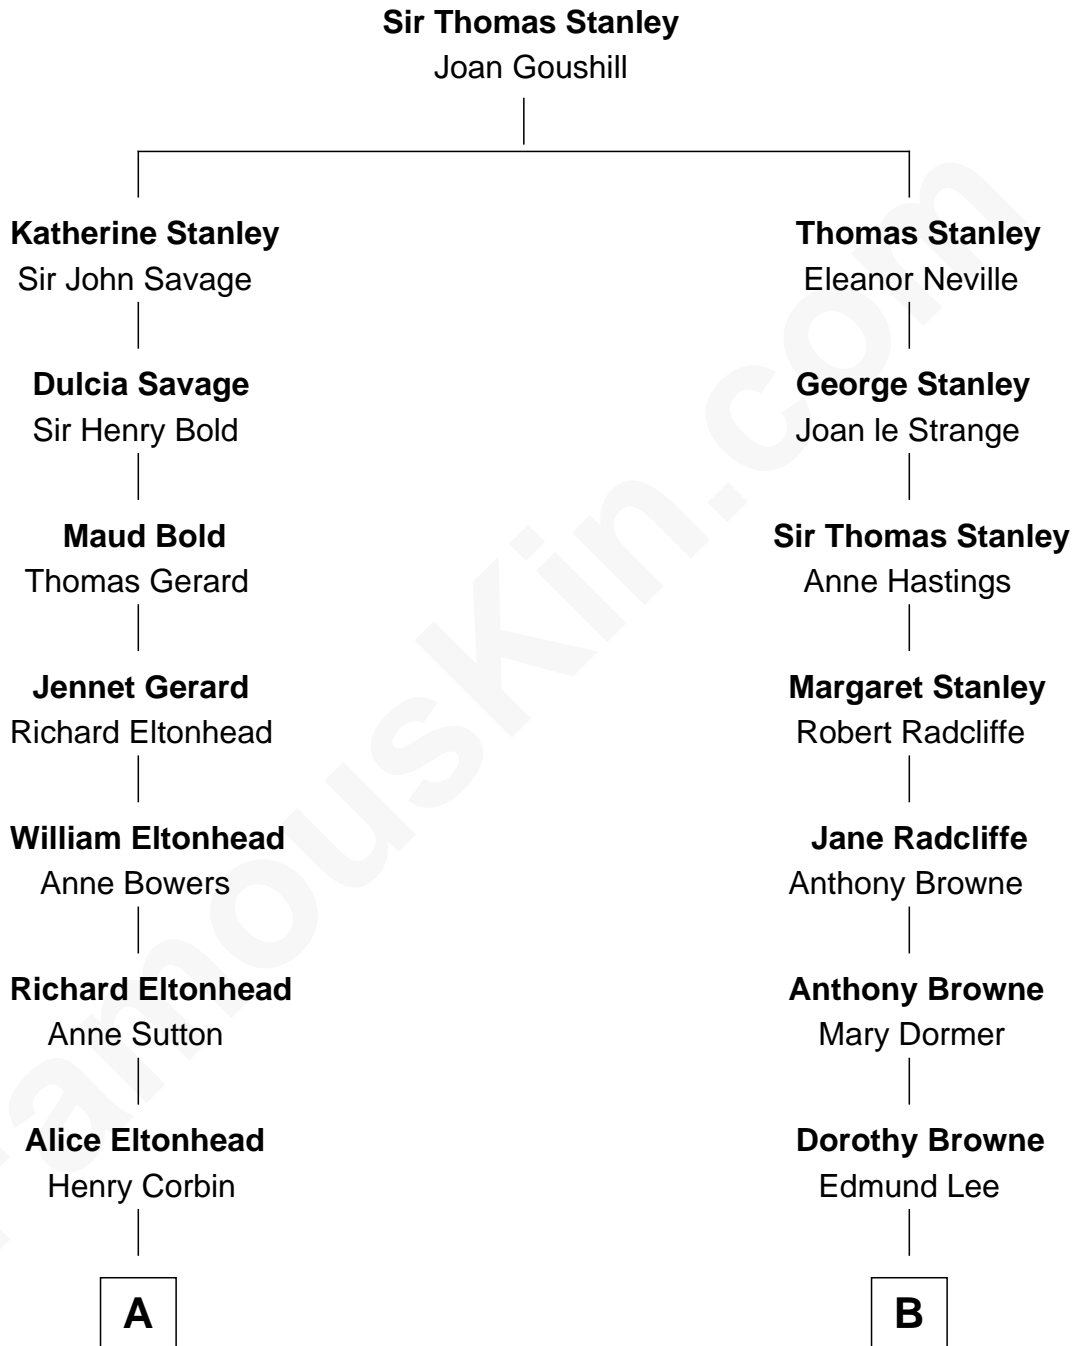 Sir Thomas Stanley
Joan Goushill
Katherine Stanley
Sir John Savage
Thomas Stanley
Eleanor Neville
Dulcia Savage
Sir Henry Bold
George Stanley
Joan le Strange
Maud Bold
Thomas Gerard
Sir Thomas Stanley
Anne Hastings
Jennet Gerard
Richard Eltonhead
Margaret Stanley
Robert Radcliffe
William Eltonhead
Anne Bowers
Jane Radcliffe
Anthony Browne
Richard Eltonhead
Anne Sutton
Anthony Browne
Mary Dormer
Alice Eltonhead
Henry Corbin
Dorothy Browne
Edmund Lee
A
B
FamousKin.com